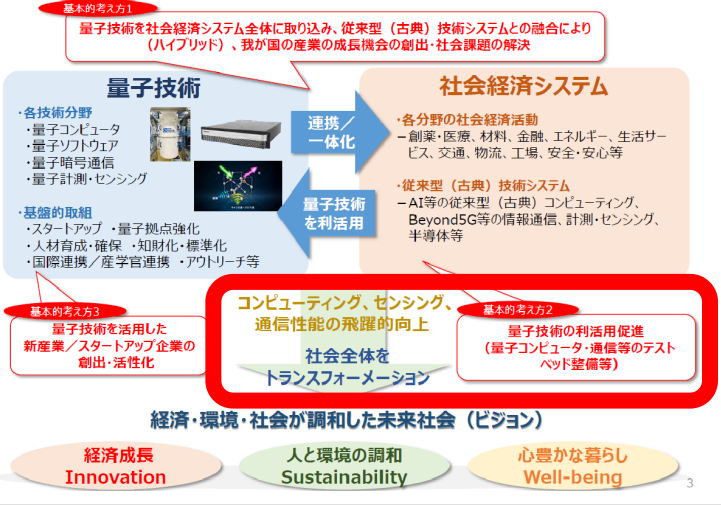 基本的考え方1
量子技術を社会経済システム全体に取り込み、従来型（古典）技術システムとの融合により
（ハイブリッド）、我が国の産業の成長機会の創出・社会課題の解決
量子技術
・各技術分野
・量子コンピュータ
・量子ソフトウェア
・量子暗号通信
・量子計測・センシング
・基盤的取組
・スタートアップ ・量子拠点強化
・人材育成・確保 ・知財化・標準化
・国際連携／産学官連携 ・アウトリーチ等
連携／
一体化
量子技術
を利活用
社会経済システム
・各分野の社会経済活動
－創薬・医療、材料、金融、エネルギー、生活サー
ビス、交通、物流、工場、安全・安心等
・従来型（古典）技術システム
－AI等の従来型（古典）コンピューティング、
Beyond5G等の情報通信、計測・センシング、
半導体等
基本的考え方3
量子技術を活用した
新産業／スタートアップ企業の
創出・活性化
コンピューティング、センシング、
通信性能の飛躍的向上
社会全体を
トランスフォーメーション
基本的考え方2
量子技術の利活用促進
（量子コンピュータ・通信等のテスト
ベッド整備等）
経済・環境・社会が調和した未来社会（ビジョン）
経済成長
Innovation
人と環境の調和
Sustainability
心豊かな暮らし
Well-being
3